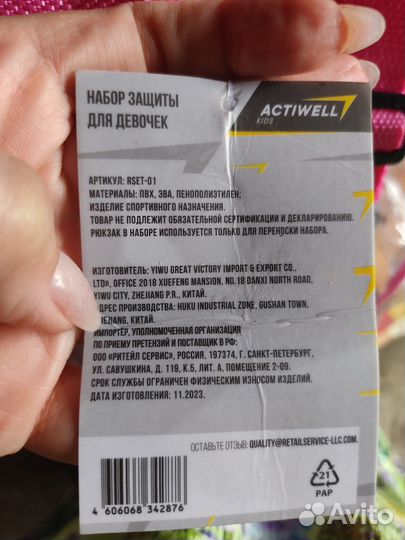 НАБОР ЗАЩИТЫ
ДЛЯ ДЕВОЧЕК
ACTIWELL
KIDS
АРТИКУЛ: RSET-01
МАТЕРИАЛЫ: ПВХ, ЭВА, ПЕНОПОЛИЭТИЛЕН;
ИЗДЕЛИЕ СПОРТИВНОГО НАЗНАЧЕНИЯ.
ТОВАР НЕ ПОДЛЕЖИТ ОБЯЗАТЕЛЬНОЙ СЕРТИФИКАЦИИ И ДЕКЛАРИРОВАНИЮ.
РЮКЗАК В НАБОРЕ ИСПОЛЬЗУЕТСЯ ТОЛЬКО ДЛЯ ПЕРЕНОСКИ НАБОРА.
ИЗГОТОВИТЕЛЬ: YIWU GREAT VICTORY IMPORT & EXPORT CO.,
LTD», OFFICE 2018 XUEFENG MANSION, NO.18 DANXI NORTH ROAD,
YIWU CITY, ZHEJIANG P.R., КИТАЙ.
АДРЕС ПРОИЗВОДСТВА: HUKU INDUSTRIAL ZONE, GUSHAN TOWN,
ZHEJIANG, КИТАЙ.
ИМПОРТЁР, УПОЛНОМОЧЕННАЯ ОРГАНИЗАЦИЯ
ПО ПРИЕМУ ПРЕТЕНЗИЙ И ПОСТАВЩИК В РФ:
ООО «РИТЕЙЛ СЕРВИС», РОССИЯ, 197374, Г. САНКТ-ПЕТЕРБУРГ,
УЛ. САВУШКИНА, Д. 119, К.5, ЛИТ. А, ПОМЕЩЕНИЕ 2-09.
СРОК СЛУЖБЫ ОГРАНИЧЕН ФИЗИЧЕСКИМ ИЗНОСОМ ИЗДЕЛИЙ.
ДАТА ИЗГОТОВЛЕНИЯ: 11.2023.
ОСТАВЬТЕ ОТЗЫВ: QUALITY@RETAILSERVICE-LLC.COM.
4 606068 342876
21
PAP
Avito